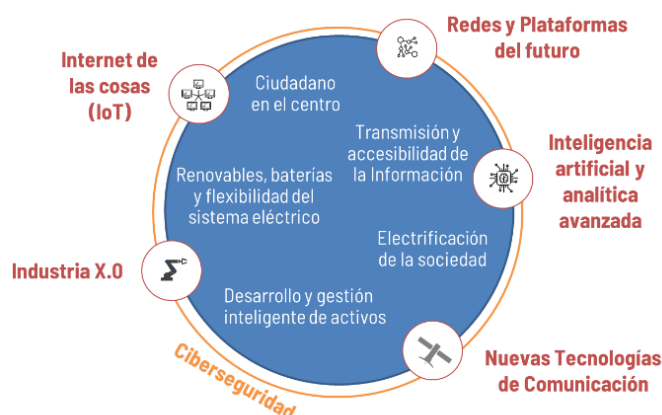 Redes y Plataformas
del futuro
Internet de
las cosas
(IoT)
Ciudadano
en el centro
Transmisión y
accesibilidad de
la Información
Inteligencia
artificial y
analítica
avanzada
Renovables, baterías
y flexibilidad del
sistema eléctrico
Electrificación
de la sociedad
Industria X.0
Desarrollo y gestión
inteligente de activos
Ciberseguridad
Nuevas Tecnologías
de Comunicación